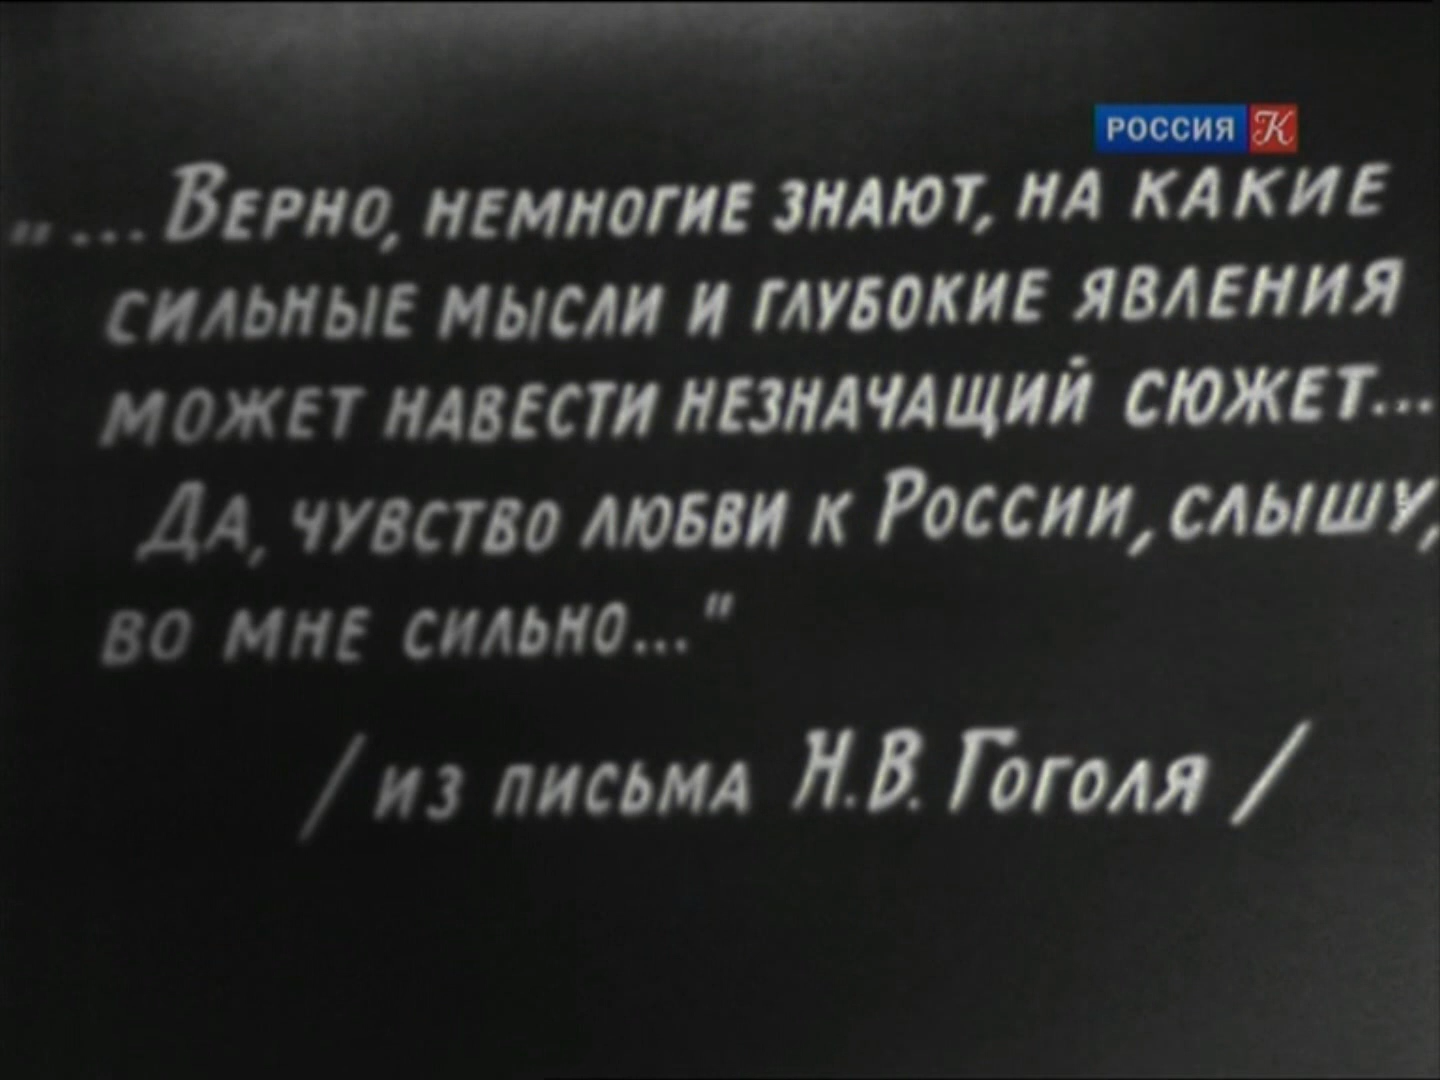 РОССИЯ К
„...Верно, немногие знают, на какие
сильные мысли и глубокие явления
может навести незначащий сюжет...
Да, чувство любви к России, слышу,
во мне сильно..."
/из письма Н.В. Гоголя/